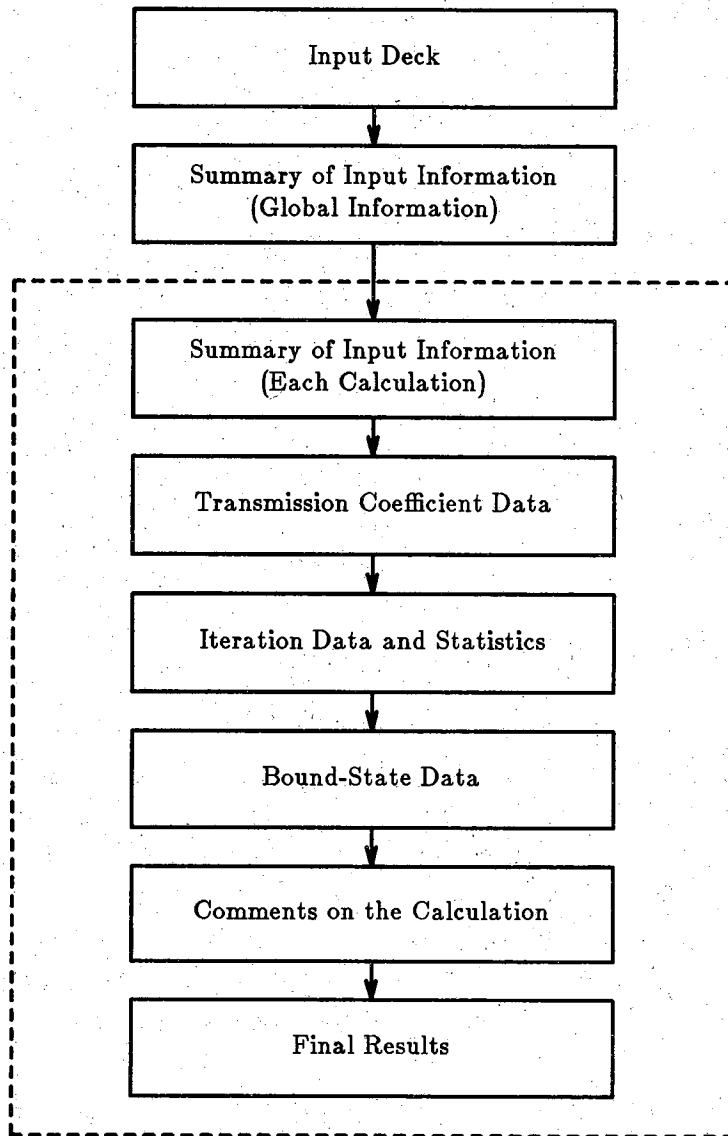 Input Deck
Summary of Input Information
(Global Information)
Summary of Input Information
(Each Calculation)
Transmission Coefficient Data
Iteration Data and Statistics
Bound-State Data
Comments on the Calculation
Final Results